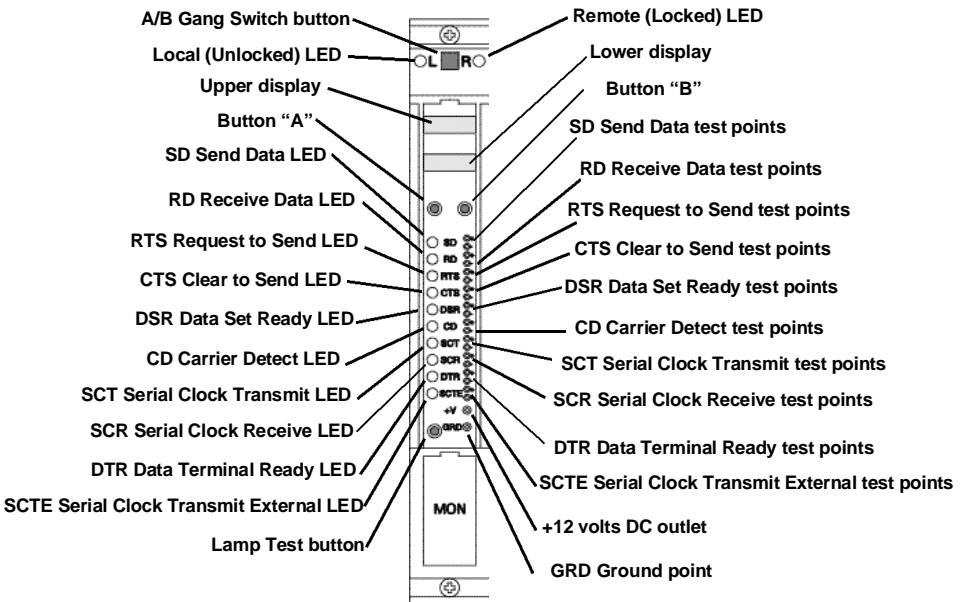 A/B Gang Switch button
Remote (Locked) LED
Local (Unlocked) LED
L R
Lower display
Upper display
Button "B"
Button “A”
SD Send Data test points
SD Send Data LED
RD Receive Data test points
RD Receive Data LED
RTS Request to Send test points
RTS Request to Send LED
SD
CTS Clear to Send test points
RD
CTS Clear to Send LED
RTS
DSR Data Set Ready test points
CTS
DSR Data Set Ready LED
DSR
CD Carrier Detect test points
CD
CD Carrier Detect LED
SCT
SCT Serial Clock Transmit test points
SCR
SCT Serial Clock Transmit LED
DTR
SCR Serial Clock Receive test points
SCTE
+V
SCR Serial Clock Receive LED
GRD
DTR Data Terminal Ready test points
DTR Data Terminal Ready LED
SCTE Serial Clock Transmit External test points
SCTE Serial Clock Transmit External LED
MON
+12 volts DC outlet
Lamp Test button
GRD Ground point